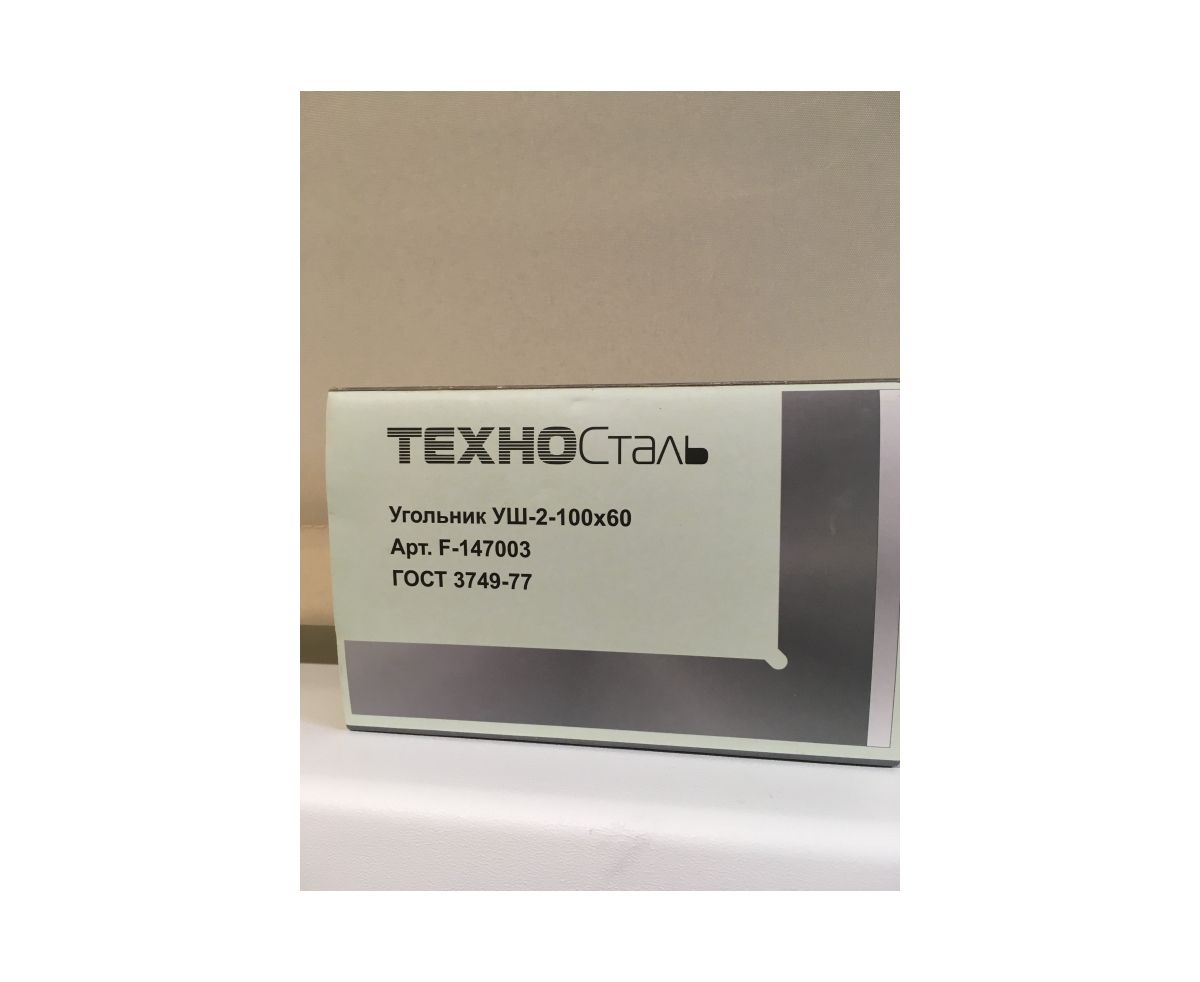 ТЕХНОСталь
Угольник УШ-2-100х60
Арт. F-147003
ГОСТ 3749-77